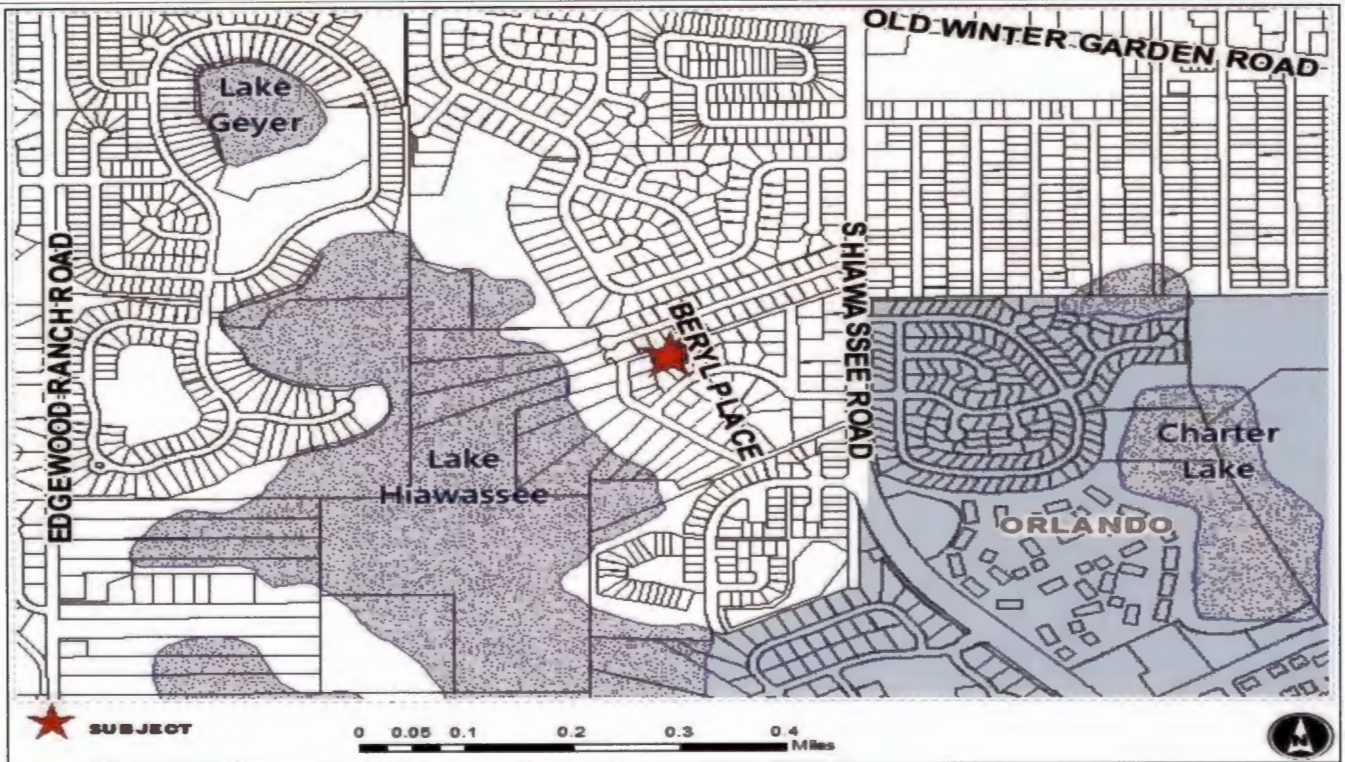 OLD WINTER GARDEN ROAD
Lake
Geyer
EDGEWOOD RANCH ROAD
S HIAWASSEE ROAD
BERYL PLACE
Lake
Hiawassee
Charter
Lake
ORLANDO
SUBJECT
0 0.05 0.1 0.2 0.3 0.4
Miles
N